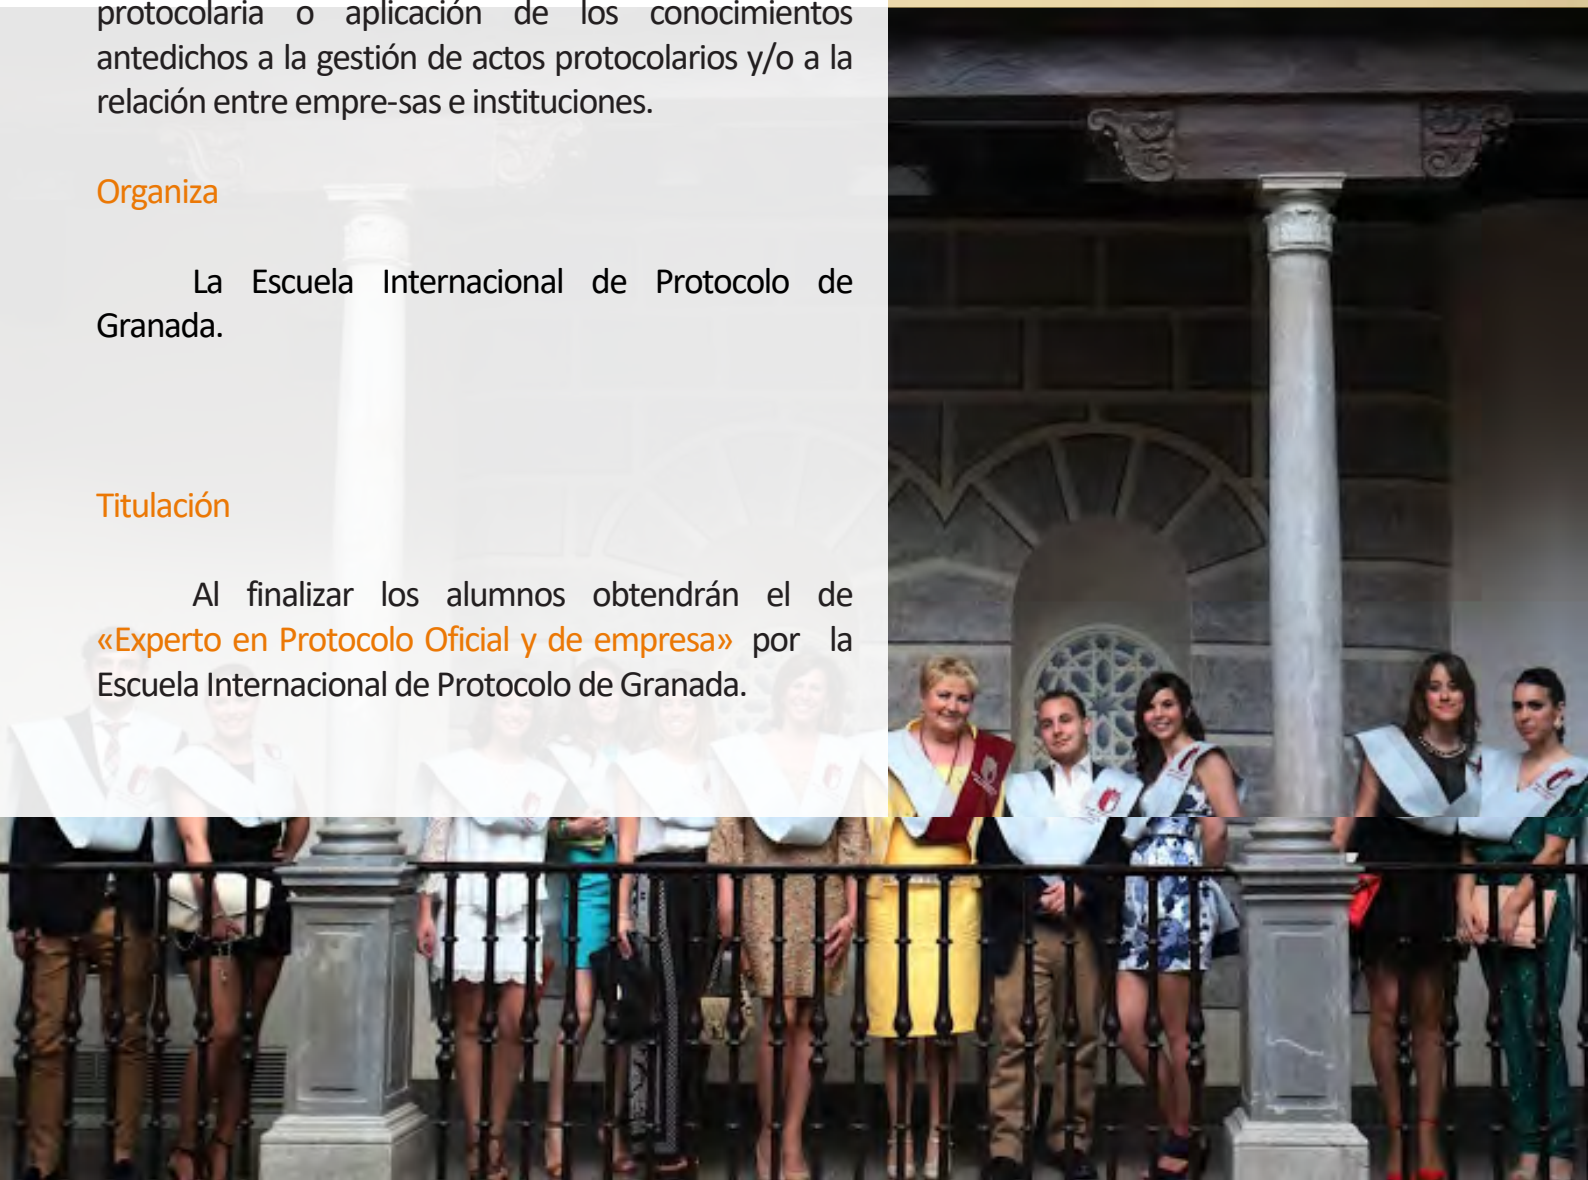 protocolaria o aplicación de los conocimientos
antedichos a la gestión de actos protocolarios y/o a la
relación entre empre-sas e instituciones.
Organiza
La Escuela Internacional de Protocolo de
Granada.
Titulación
Al finalizar los alumnos obtendrán el de
«Experto en Protocolo Oficial y de empresa» por la
Escuela Internacional de Protocolo de Granada.